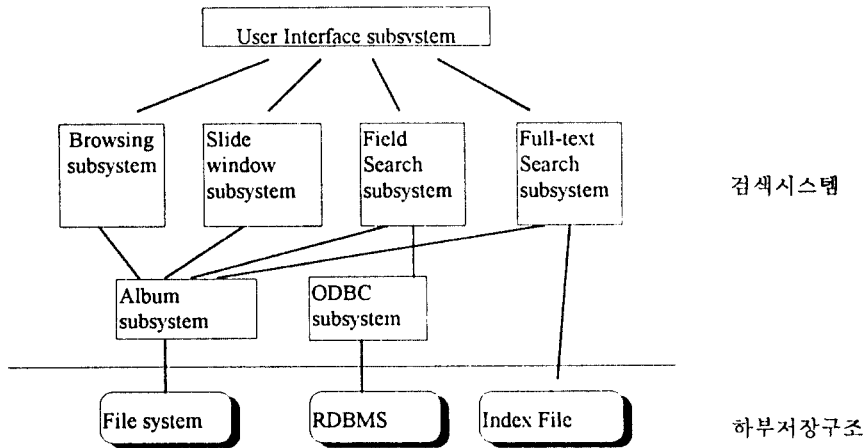 User Interface subsystem
Browsing
subsystem
Slide
window
subsystem
Field
Search
subsystem
Full-text
Search
subsystem
검색시스템
Album
subsystem
ODBC
subsystem
File system
RDBMS
Index File
하부저장구조